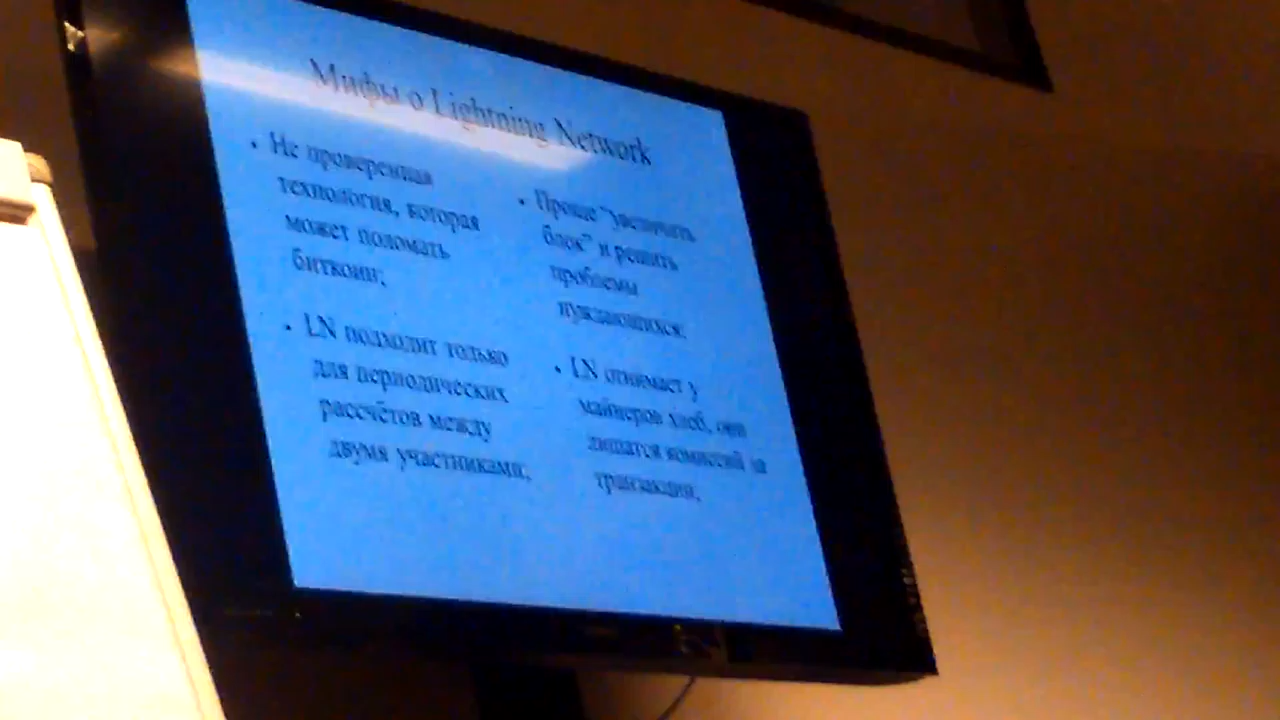 Мифы о Lightning Network
• Не проверенная
технология, которая
может поломать
биткоин;
• LN подходит только
для периодических
рассчётов между
двумя участниками;
• Проще "увеличить
блок" и решить
проблемы
нуждающихся;
• LN отнимает у
майнеров хлеб, они
лишатся комиссий за
транзакции;